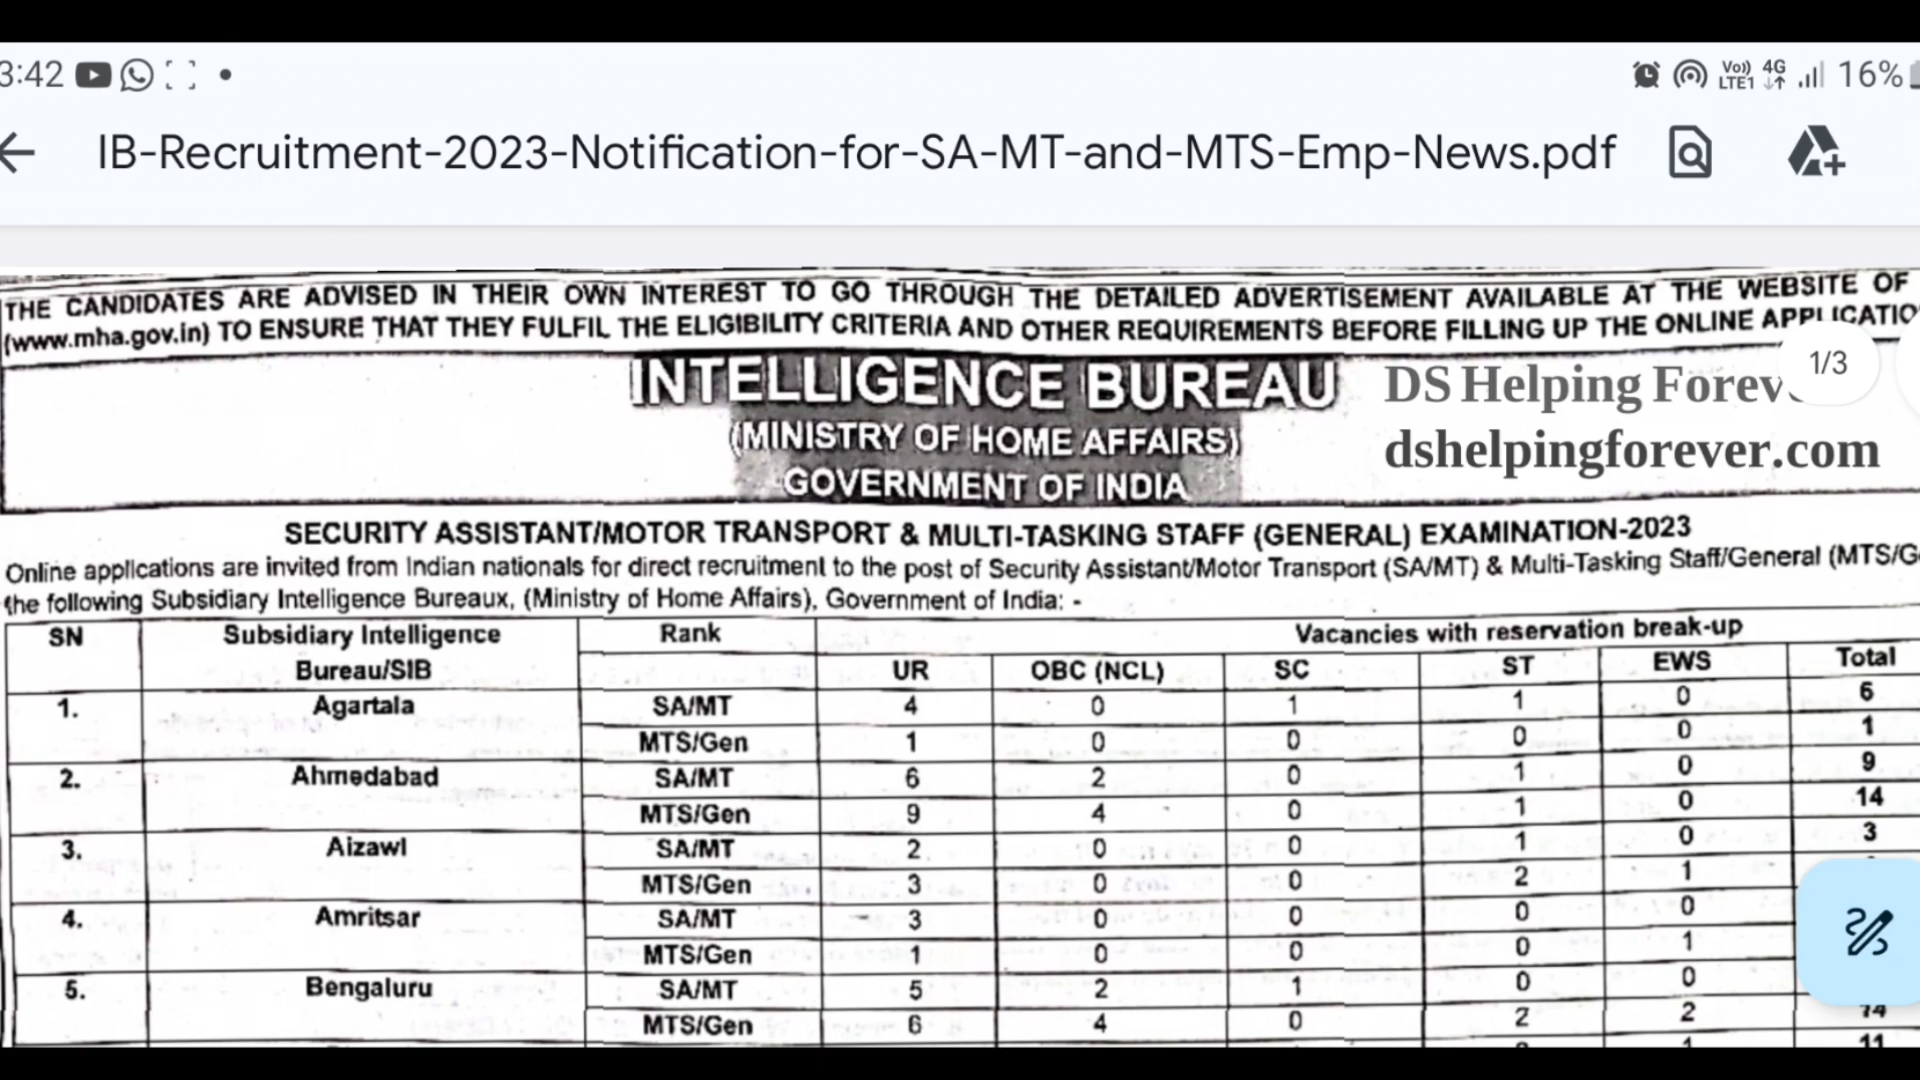 3:42 16%
Vo)) LTE1 4G
IB-Recruitment-2023-Notification-for-SA-MT-and-MTS-Emp-News.pdf
THE CANDIDATES ARE ADVISED IN THEIR OWN INTEREST TO GO THROUGH THE DETAILED ADVERTISEMENT AVAILABLE AT THE WEBSITE OF
(www.mha.gov.in) TO ENSURE THAT THEY FULFIL THE ELIGIBILITY CRITERIA AND OTHER REQUIREMENTS BEFORE FILLING UP THE ONLINE APPLICATIO
1/3
INTELLIGENCE BUREAU
(MINISTRY OF HOME AFFAIRS)
GOVERNMENT OF INDIA
DS Helping Forev
dshelpingforever.com
SECURITY ASSISTANT/MOTOR TRANSPORT & MULTI-TASKING STAFF (GENERAL) EXAMINATION-2023
Online applications are invited from Indian nationals for direct recruitment to the post of Security Assistant/Motor Transport (SA/MT) & Multi-Tasking Staff/General (MTS/G
the following Subsidiary Intelligence Bureaux, (Ministry of Home Affairs), Government of India: -
SN Subsidiary Intelligence Bureau/SIB Rank Vacancies with reservation break-up
UR OBC (NCL) SC ST EWS Total
1. Agartala SA/MT 4 0 1 1 0 6
MTS/Gen 1 0 0 0 0 1
2. Ahmedabad SA/MT 6 2 0 1 0 9
MTS/Gen 9 4 0 1 0 14
3. Aizawl SA/MT 2 0 0 1 0 3
MTS/Gen 3 0 0 2 1
4. Amritsar SA/MT 3 0 0 0 0
MTS/Gen 1 0 0 0 1
5. Bengaluru SA/MT 5 2 1 0 0
MTS/Gen 6 4 0 2 2 14
11